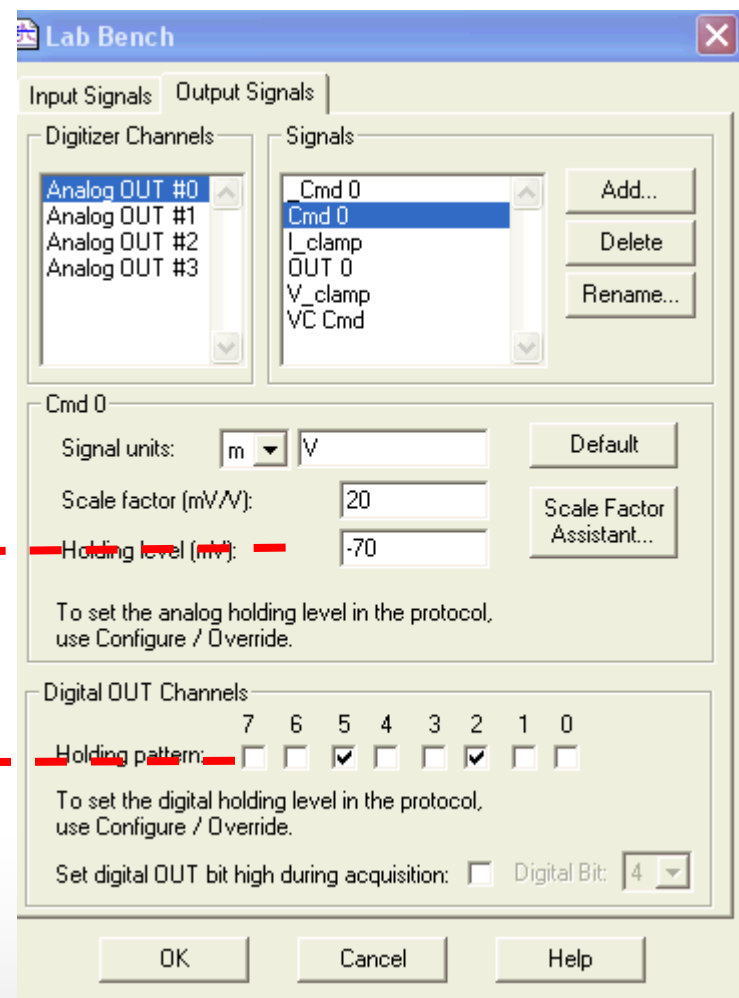 Lab Bench
Input Signals Output Signals
Digitizer Channels
Analog OUT #0
Analog OUT #1
Analog OUT #2
Analog OUT #3
Signals
_Cmd 0
Cmd 0
I_clamp
OUT 0
V_clamp
VC Cmd
Add...
Delete
Rename...
Cmd 0
Signal units: m V
Default
Scale factor (mV/V): 20
Holding level (mV): -70
Scale Factor
Assistant...
To set the analog holding level in the protocol,
use Configure / Override.
Digital OUT Channels
7 6 5 4 3 2 1 0
Holding pattern:
To set the digital holding level in the protocol,
use Configure / Override.
Set digital OUT bit high during acquisition: Digital Bit: 4
OK Cancel Help